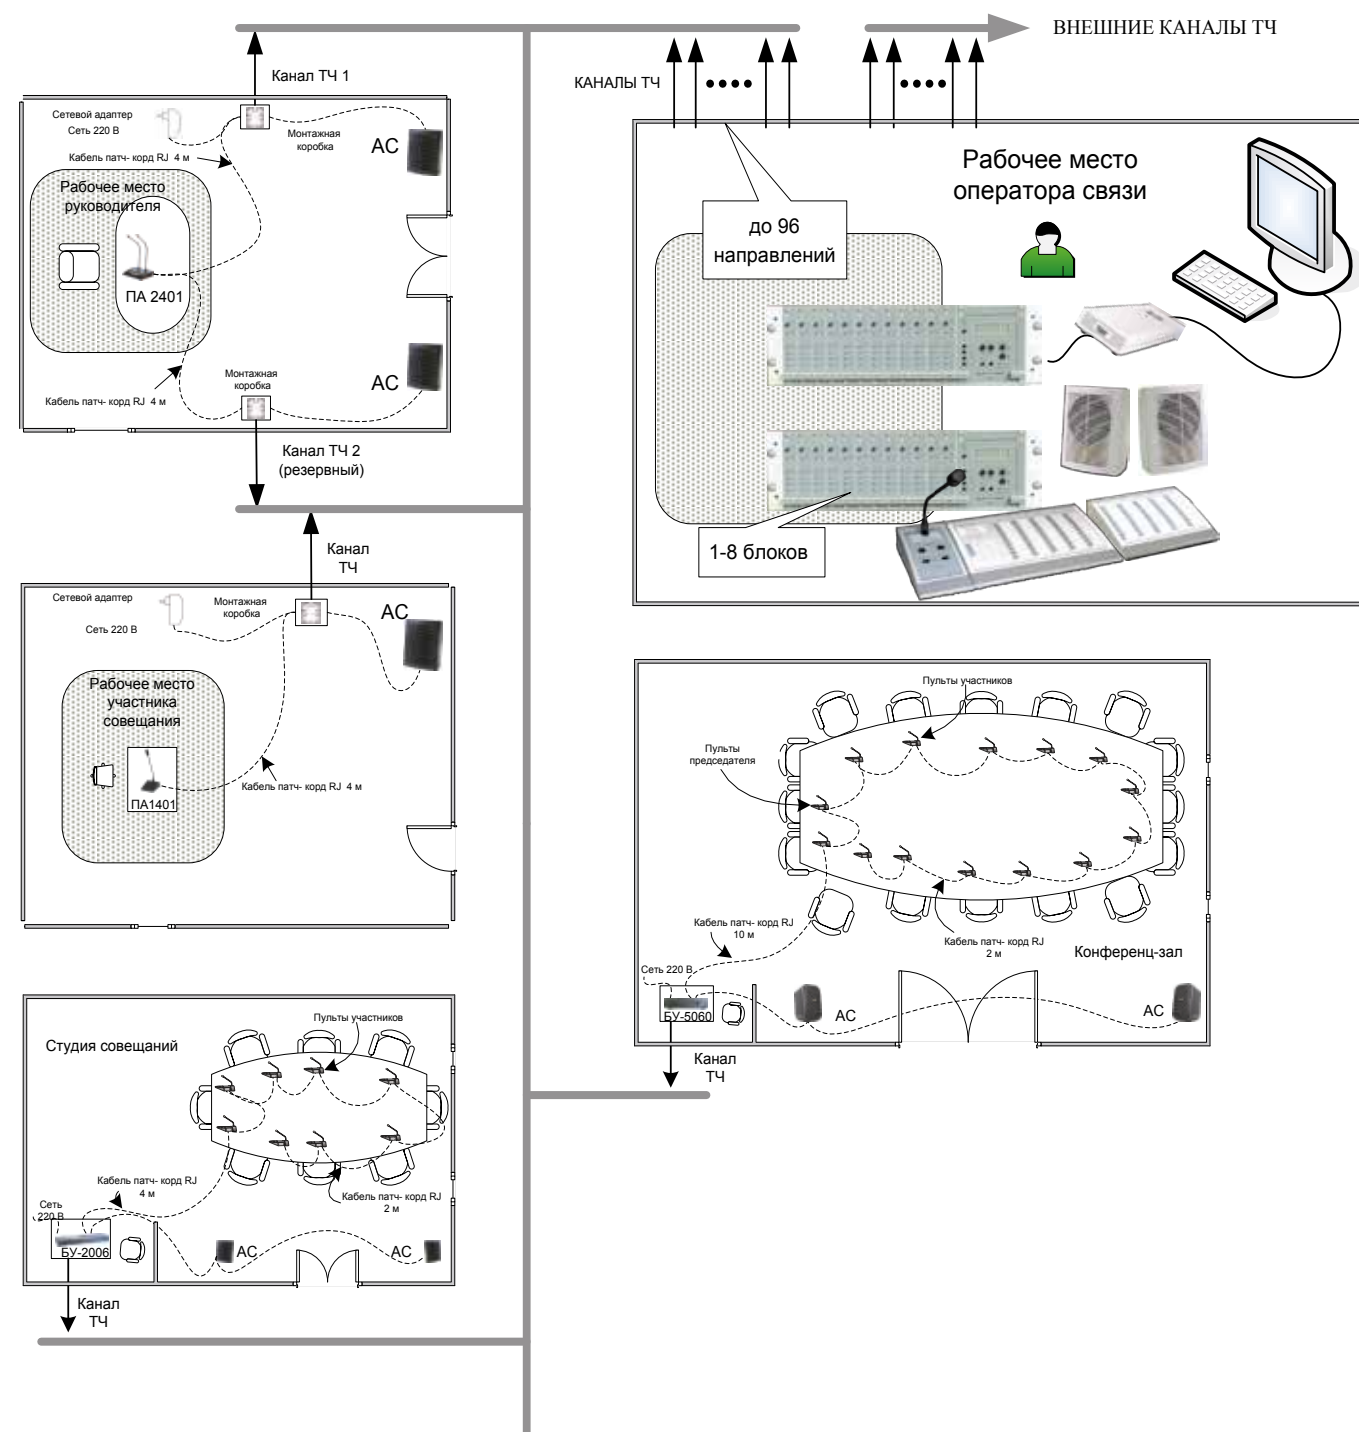 ВНЕШНИЕ КАНАЛЫ ТЧ
Канал ТЧ 1
КАНАЛЫ ТЧ
Сетевой адаптер
Сеть 220 В
Монтажная
коробка
АС
Кабель патч- корд RJ 4 м
Рабочее место
руководителя
ПА 2401
Монтажная
коробка
АС
Кабель патч- корд RJ 4 м
Канал ТЧ 2
(резервный)
Рабочее место
оператора связи
до 96
направлений
1-8 блоков
Канал
ТЧ
Сетевой адаптер
Сеть 220 В
Монтажная
коробка
АС
Рабочее место
участника
совещания
ПА1401
Кабель патч- корд RJ 4 м
Пульты участников
Пульты
председателя
Кабель патч- корд RJ
10 м
Кабель патч- корд RJ
2 м
Конференц-зал
Сеть 220 В
БУ-5060
АС
АС
Канал
ТЧ
Студия совещаний
Пульты участников
Кабель патч- корд RJ
4 м
Кабель патч- корд RJ
2 м
Сеть
220 В
БУ-2006
АС
АС
Канал
ТЧ